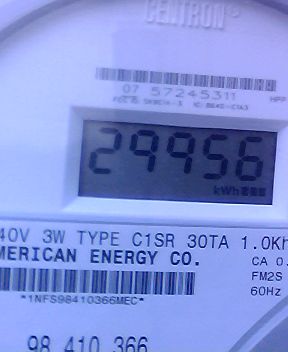 CENTRON®
07 57245311
HPP
29956
kWh
40V 3W TYPE C1SR 30TA 1.0Kh
MERICAN ENERGY CO.
CA 0.
FM2S
*1NFS98410366MEC*
60Hz
98 410 366